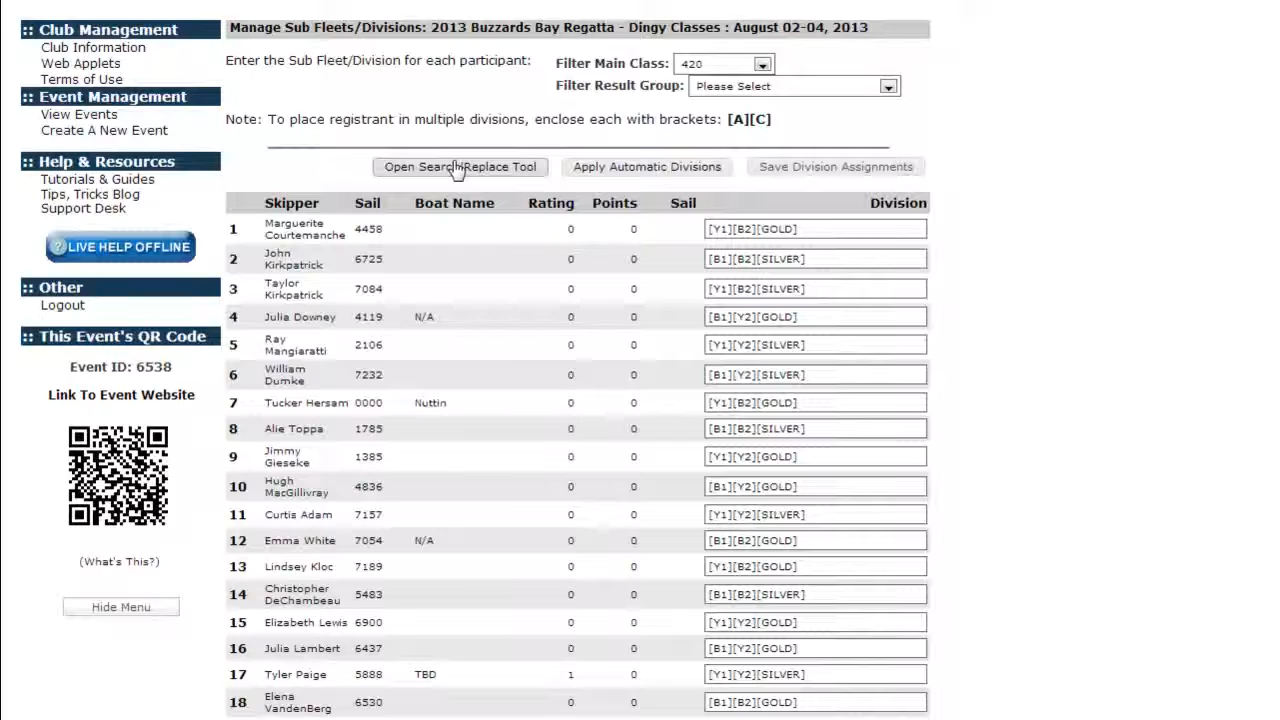 :: Club Management
Club Information
Web Applets
Terms of Use
:: Event Management
View Events
Create A New Event
:: Help & Resources
Tutorials & Guides
Tips, Tricks Blog
Support Desk
? LIVE HELP OFFLINE
:: Other
Logout
:: This Event's QR Code
Event ID: 6538
Link To Event Website
(What's This?)
Hide Menu
Manage Sub Fleets/Divisions: 2013 Buzzards Bay Regatta - Dingy Classes : August 02-04, 2013
Enter the Sub Fleet/Division for each participant:
Filter Main Class: 420
Filter Result Group: Please Select
Note: To place registrant in multiple divisions, enclose each with brackets: [A][C]
Open Search/Replace Tool Apply Automatic Divisions Save Division Assignments
Skipper Sail Boat Name Rating Points Sail Division
1 Marguerite Courtemanche 4458 0 0 [Y1][B2][GOLD]
2 John Kirkpatrick 6725 0 0 [B1][B2][SILVER]
3 Taylor Kirkpatrick 7084 0 0 [Y1][B2][SILVER]
4 Julia Downey 4119 N/A 0 0 [B1][Y2][GOLD]
5 Ray Mangiaratti 2106 0 0 [Y1][Y2][SILVER]
6 William Dumke 7232 0 0 [B1][Y2][SILVER]
7 Tucker Hersam 0000 Nuttin 0 0 [Y1][B2][GOLD]
8 Alie Toppa 1785 0 0 [B1][B2][SILVER]
9 Jimmy Gieseke 1385 0 0 [Y1][Y2][GOLD]
10 Hugh MacGillivray 4836 0 0 [B1][Y2][GOLD]
11 Curtis Adam 7157 0 0 [Y1][Y2][SILVER]
12 Emma White 7054 N/A 0 0 [B1][B2][GOLD]
13 Lindsey Kloc 7189 0 0 [Y1][B2][GOLD]
14 Christopher DeChambeau 5483 0 0 [B1][B2][SILVER]
15 Elizabeth Lewis 6900 0 0 [Y1][Y2][GOLD]
16 Julia Lambert 6437 0 0 [B1][Y2][GOLD]
17 Tyler Paige 5888 TBD 1 0 [Y1][Y2][SILVER]
18 Elena VandenBerg 6530 0 0 [B1][B2][GOLD]